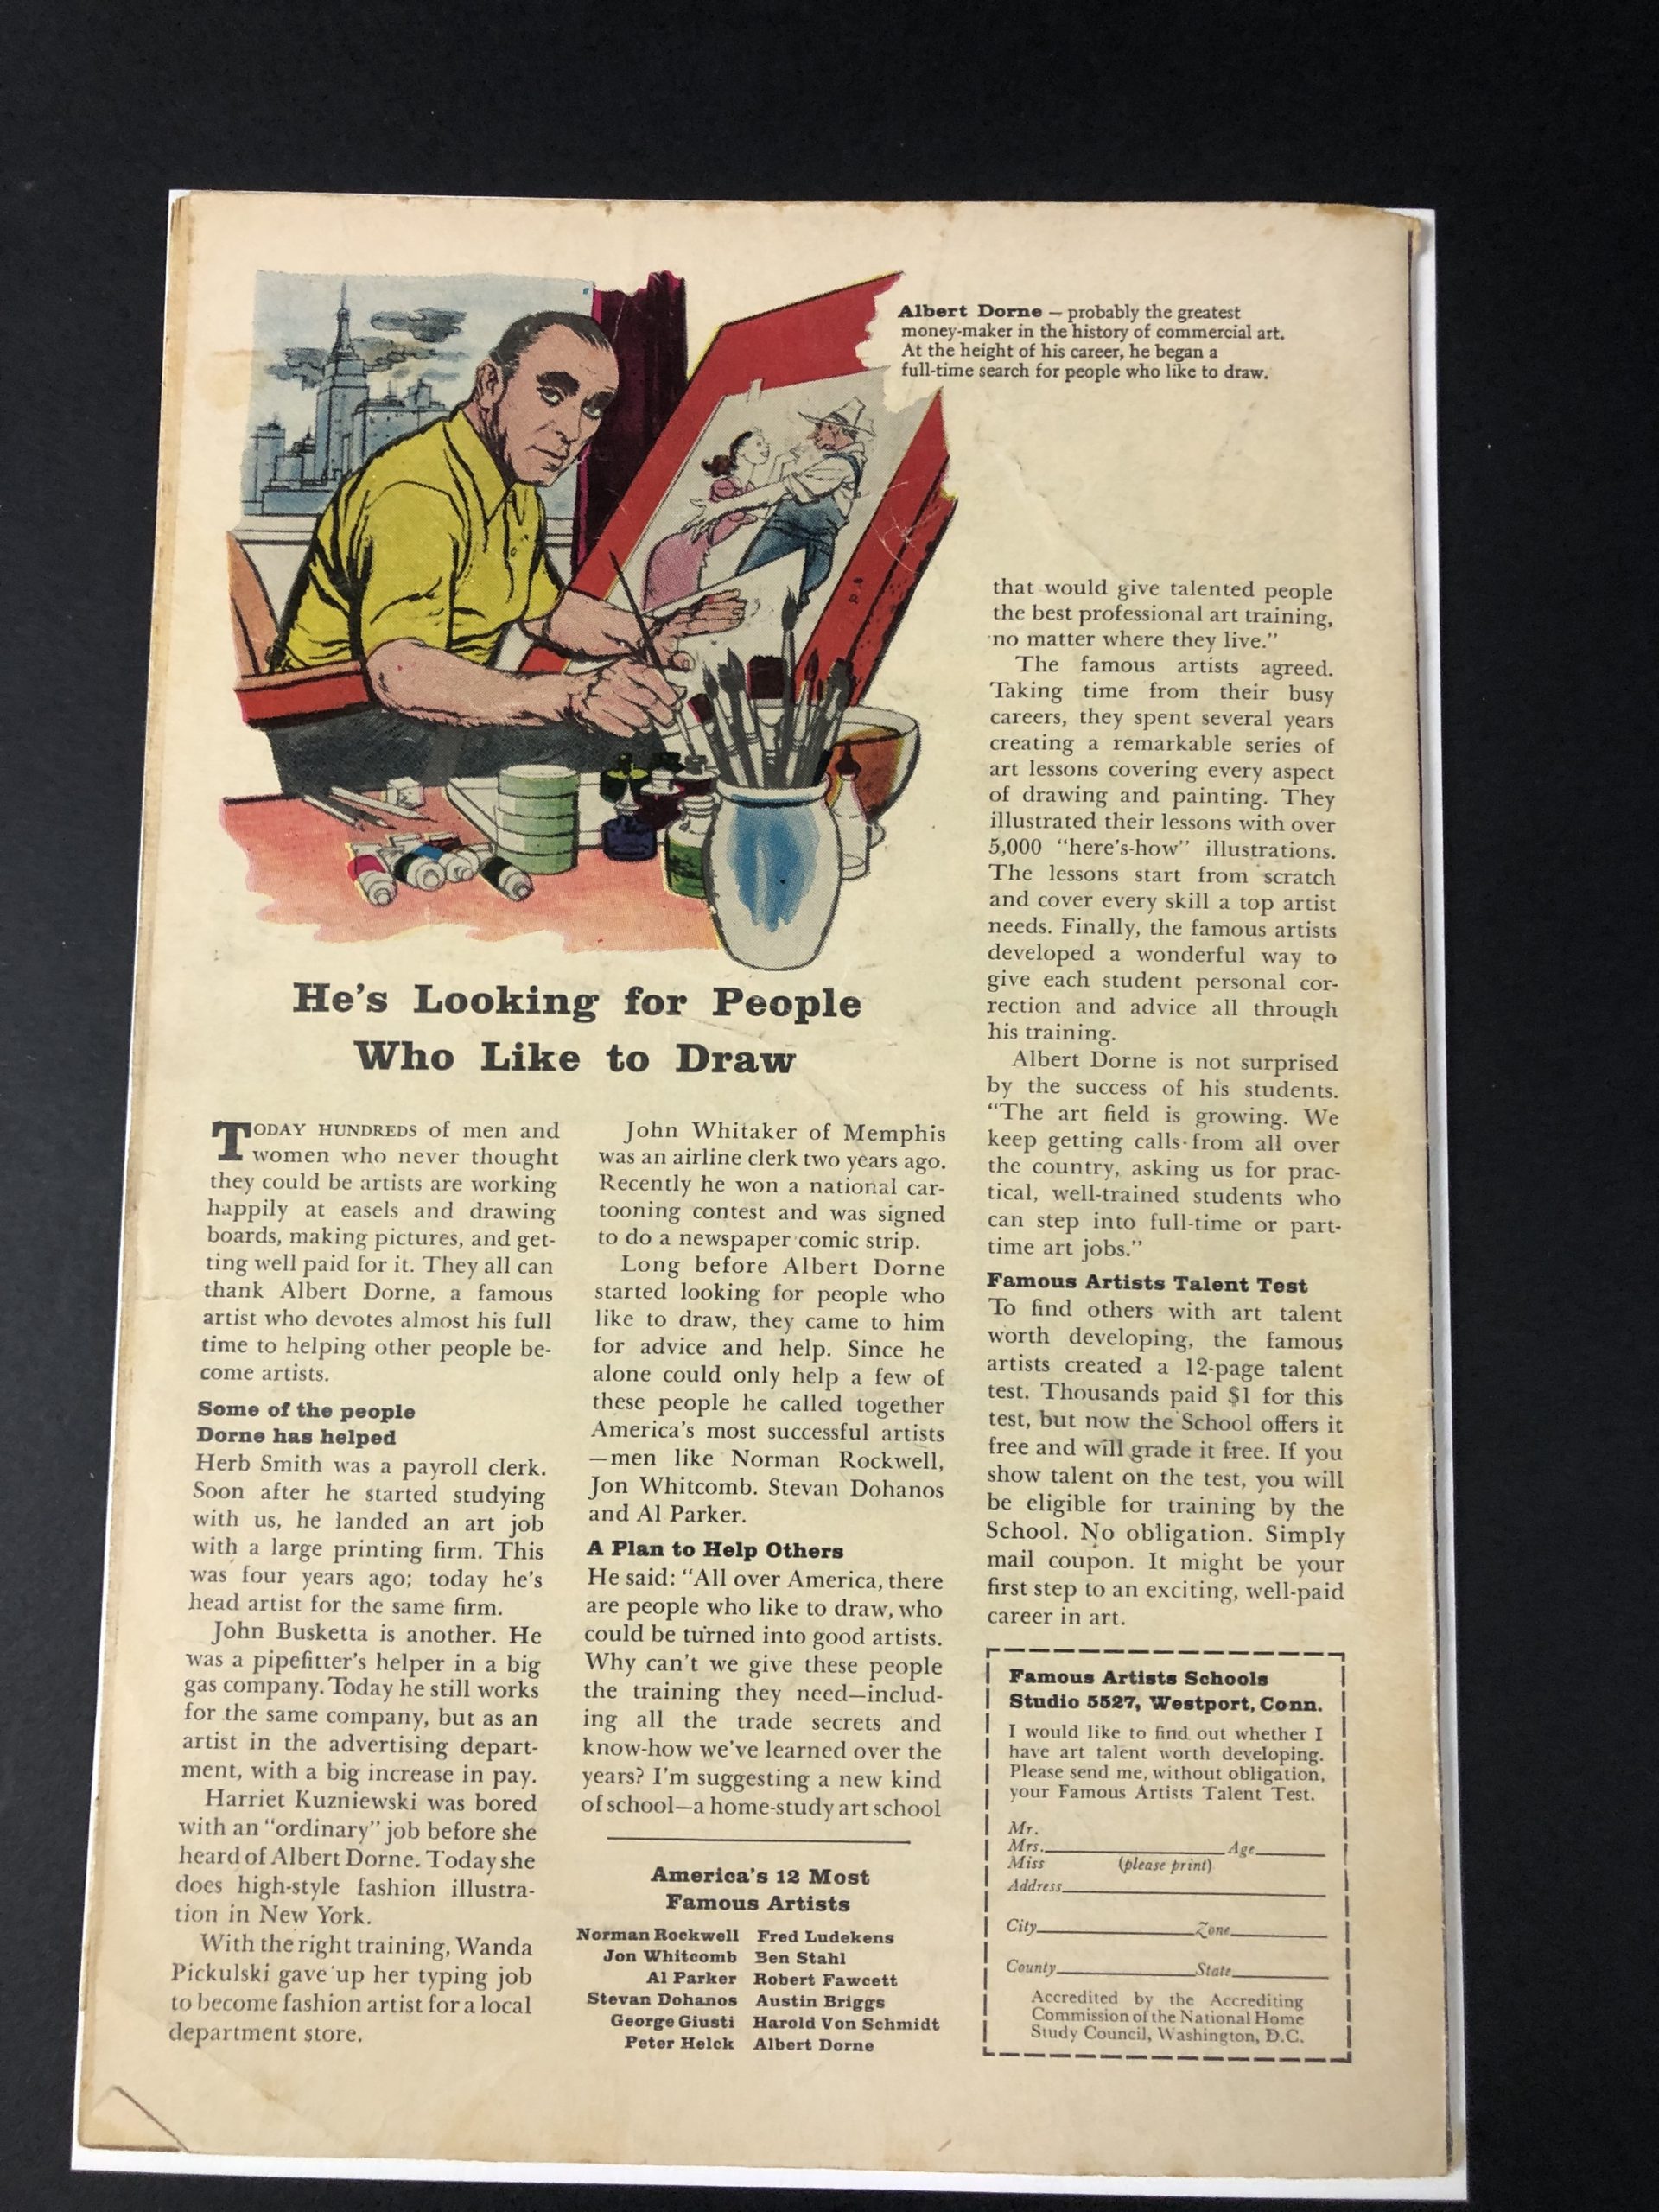 Albert Dorne — probably the greatest
money-maker in the history of commercial art.
At the height of his career, he began a
full-time search for people who like to draw.
He's Looking for People
Who Like to Draw
TODAY HUNDREDS of men and
women who never thought
they could be artists are working
happily at easels and drawing
boards, making pictures, and get-
ting well paid for it. They all can
thank Albert Dorne, a famous
artist who devotes almost his full
time to helping other people be-
come artists.
Some of the people
Dorne has helped
Herb Smith was a payroll clerk.
Soon after he started studying
with us, he landed an art job
with a large printing firm. This
was four years ago; today he's
head artist for the same firm.
John Busketta is another. He
was a pipefitter's helper in a big
gas company. Today he still works
for the same company, but as an
artist in the advertising depart-
ment, with a big increase in pay.
Harriet Kuzniewski was bored
with an "ordinary" job before she
heard of Albert Dorne. Today she
does high-style fashion illustra-
tion in New York.
With the right training, Wanda
Pickulski gave up her typing job
to become fashion artist for a local
department store.
John Whitaker of Memphis
was an airline clerk two years ago.
Recently he won a national car-
tooning contest and was signed
to do a newspaper comic strip.
Long before Albert Dorne
started looking for people who
like to draw, they came to him
for advice and help. Since he
alone could only help a few of
these people he called together
America's most successful artists
—men like Norman Rockwell,
Jon Whitcomb. Stevan Dohanos
and Al Parker.
A Plan to Help Others
He said: "All over America, there
are people who like to draw, who
could be turned into good artists.
Why can't we give these people
the training they need—includ-
ing all the trade secrets and
know-how we've learned over the
years? I'm suggesting a new kind
of school—a home-study art school
America's 12 Most
Famous Artists
Norman Rockwell Fred Ludekens
Jon Whitcomb Ben Stahl
Al Parker Robert Fawcett
Stevan Dohanos Austin Briggs
George Giusti Harold Von Schmidt
Peter Helck Albert Dorne
that would give talented people
the best professional art training,
no matter where they live."
The famous artists agreed.
Taking time from their busy
careers, they spent several years
creating a remarkable series of
art lessons covering every aspect
of drawing and painting. They
illustrated their lessons with over
5,000 "here's-how" illustrations.
The lessons start from scratch
and cover every skill a top artist
needs. Finally, the famous artists
developed a wonderful way to
give each student personal cor-
rection and advice all through
his training.
Albert Dorne is not surprised
by the success of his students.
"The art field is growing. We
keep getting calls from all over
the country, asking us for prac-
tical, well-trained students who
can step into full-time or part-
time art jobs."
Famous Artists Talent Test
To find others with art talent
worth developing, the famous
artists created a 12-page talent
test. Thousands paid $1 for this
test, but now the School offers it
free and will grade it free. If you
show talent on the test, you will
be eligible for training by the
School. No obligation. Simply
mail coupon. It might be your
first step to an exciting, well-paid
career in art.
Famous Artists Schools
Studio 5527, Westport, Conn.
I would like to find out whether I
have art talent worth developing.
Please send me, without obligation,
your Famous Artists Talent Test.
Mr.
Mrs. Age
Miss (please print)
Address
City Zone
County State
Accredited by the Accrediting
Commission of the National Home
Study Council, Washington, D.C.